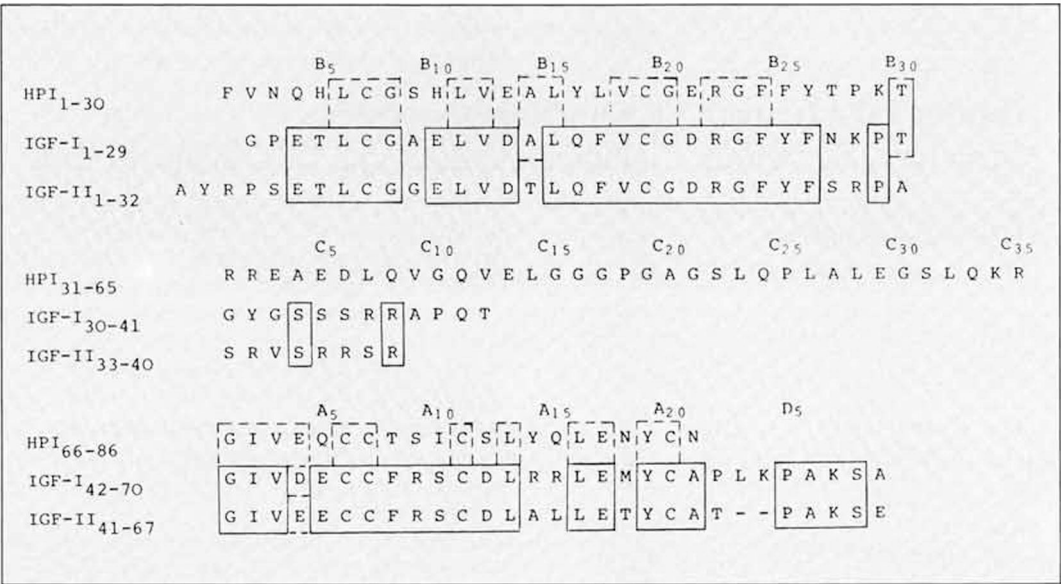 B5 B10 B15 B20 B25 B30
HPI1-30 F V N Q H L C G S H L V E A L Y L V C G E R G F F Y T P K T
IGF-I1-29 G P E T L C G A E L V D A L Q F V C G D R G F Y F N K P T
IGF-II1-32 A Y R P S E T L C G G E L V D T L Q F V C G D R G F Y F S R P A
C5 C10 C15 C20 C25 C30 C35
HPI31-65 R R E A E D L Q V G Q V E L G G G P G A G S L Q P L A L E G S L Q K R
IGF-I30-41 G Y G S S S R R A P Q T
IGF-II33-40 S R V S R R S R
A5 A10 A15 A20 D5
HPI66-86 G I V E Q C C T S I C S L Y Q L E N Y C N
IGF-I42-70 G I V D E C C F R S C D L R R L E M Y C A P L K P A K S A
IGF-II41-67 G I V E E C C F R S C D L A L L E T Y C A T - - P A K S E